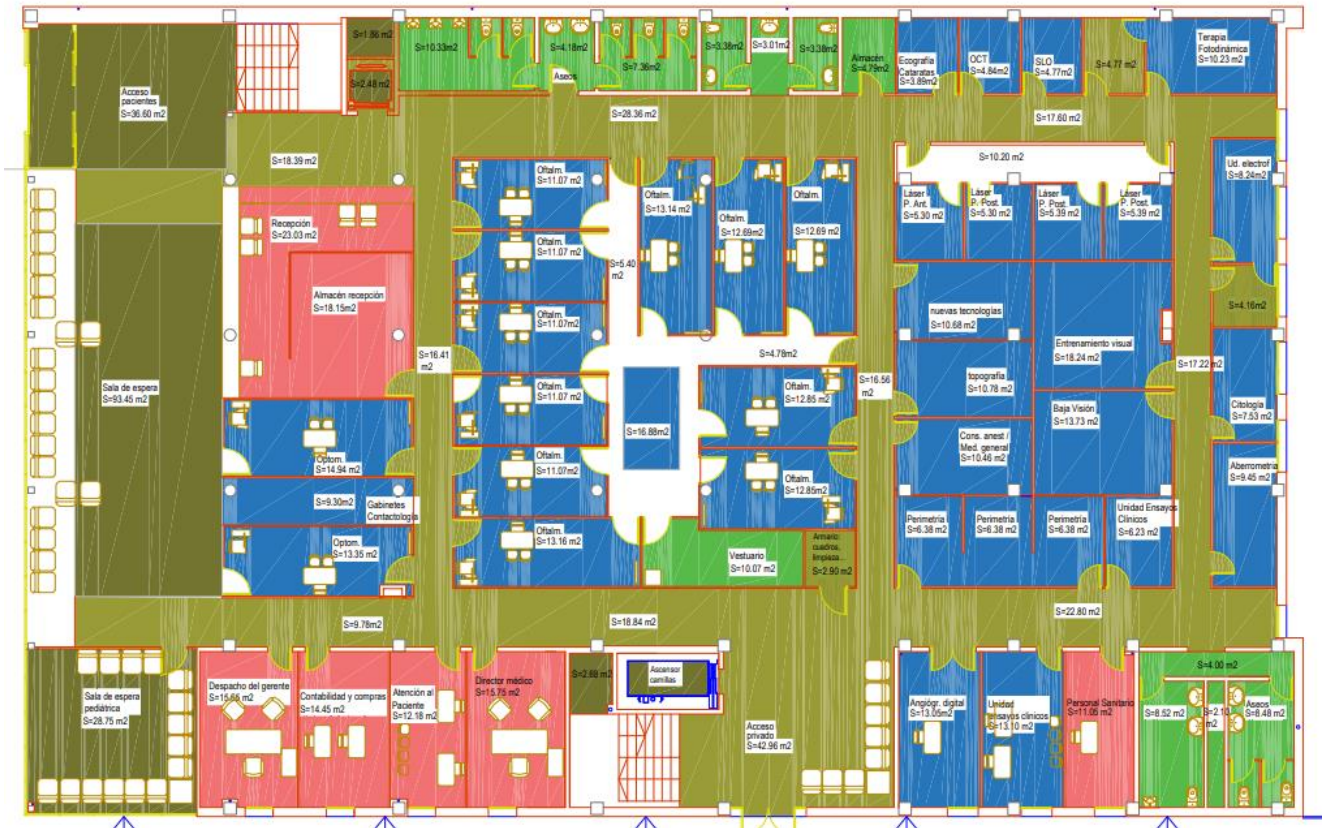 S=1.86 m2
S=2.48 m2
S=10.33m2
S=4.18m2
S=7.36m2
Aseos
S=3.36m2
S=3.01m2
S=3.38m2
Almacén
S=4.79m2
Ecografía
Cataratas
S=3.89m2
OCT
S=4.84m2
SLO
S=4.77m2
S=4.77 m2
Terapia
Fotodinámica
S=10.23 m2
Acceso
pacientes
S=36.60 m2
S=18.39 m2
S=28.36 m2
S=17.60 m2
S=10.20 m2
Ud. electrof
S=8.24m2
Recepción
S=23.03 m2
Almacén recepción
S=18.15m2
Oftalm.
S=11.07 m2
Oftalm.
S=11.07 m2
Oftalm.
S=11.07m2
Oftalm.
S=11.07 m2
Oftalm.
S=11.07m2
Oftalm.
S=13.16 m2
S=5.40
m2
Oftalm.
S=13.14 m2
Oftalm.
S=12.69m2
Oftalm.
S=12.69 m2
Láser
P. Ant.
S=5.30 m2
Láser
P. Post.
S=5.30 m2
Láser
P. Post.
S=5.39 m2
Láser
P. Post.
S=5.39 m2
S=4.16m2
nuevas tecnologías
S=10.68 m2
Entrenamiento visual
S=18.24 m2
S=16.41
m2
S=4.78m2
S=16.56
m2
S=17.22 m2
Sala de espera
S=93.45 m2
topografía
S=10.78 m2
Oftalm.
S=12.85 m2
Oftalm.
S=12.85m2
S=16.88m2
Baja Visión
S=13.73 m2
Citología
S=7.53 m2
Cons. anest /
Med. general
S=10.46 m2
Aberrometría
S=9.45 m2
Optom.
S=14.94 m2
S=9.30m2
Gabinetes
Contactología
Optom.
S=13.35 m2
Vestuario
S=10.07 m2
Armario:
cuadros,
limpieza...
S=2.90 m2
Perimetría
S=6.38 m2
Perimetría
S=6.38 m2
Perimetría
S=6.38 m2
Unidad Ensayos
Clínicos
S=6.23 m2
S=9.78m2
S=18.84 m2
S=22.80 m2
Sala de espera
pediátrica
S=28.75 m2
Despacho del gerente
S=15.66 m2
Contabilidad y compras
S=14.45 m2
Atención al
Paciente
S=12.18 m2
Director médico
S=15.75 m2
S=2.69 m2
Ascensor
camillas
Acceso
privado
S=42.96 m2
Angiógr. digital
S=13.05m2
Unidad
ensayos clinicos
S=13.10 m2
Personal Sanitario
S=11.05 m2
S=4.00 m2
S=8.52 m2
S=2.10
m2
Aseos
S=8.48 m2